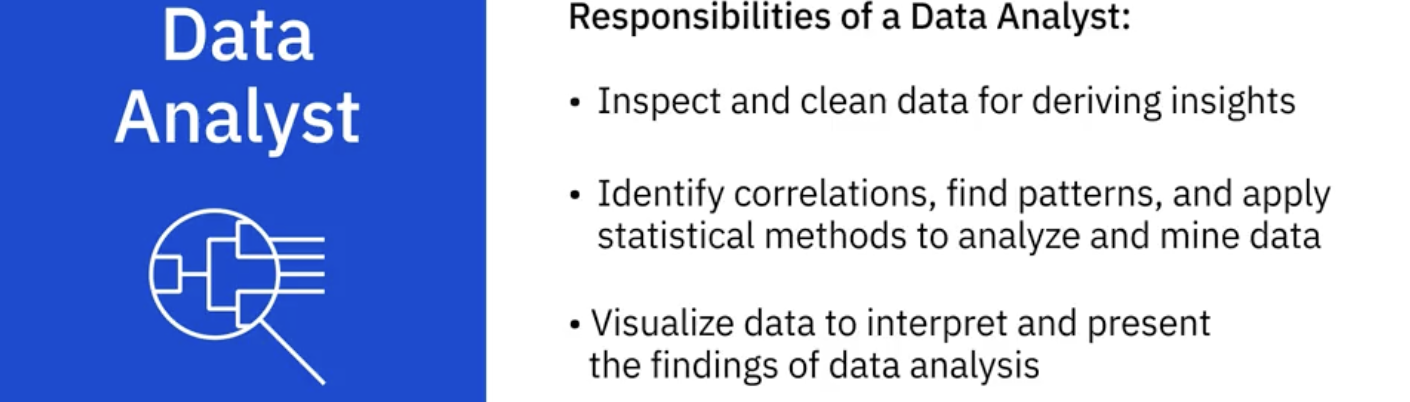 Data
Analyst
Responsibilities of a Data Analyst:
• Inspect and clean data for deriving insights
• Identify correlations, find patterns, and apply
statistical methods to analyze and mine data
• Visualize data to interpret and present
the findings of data analysis